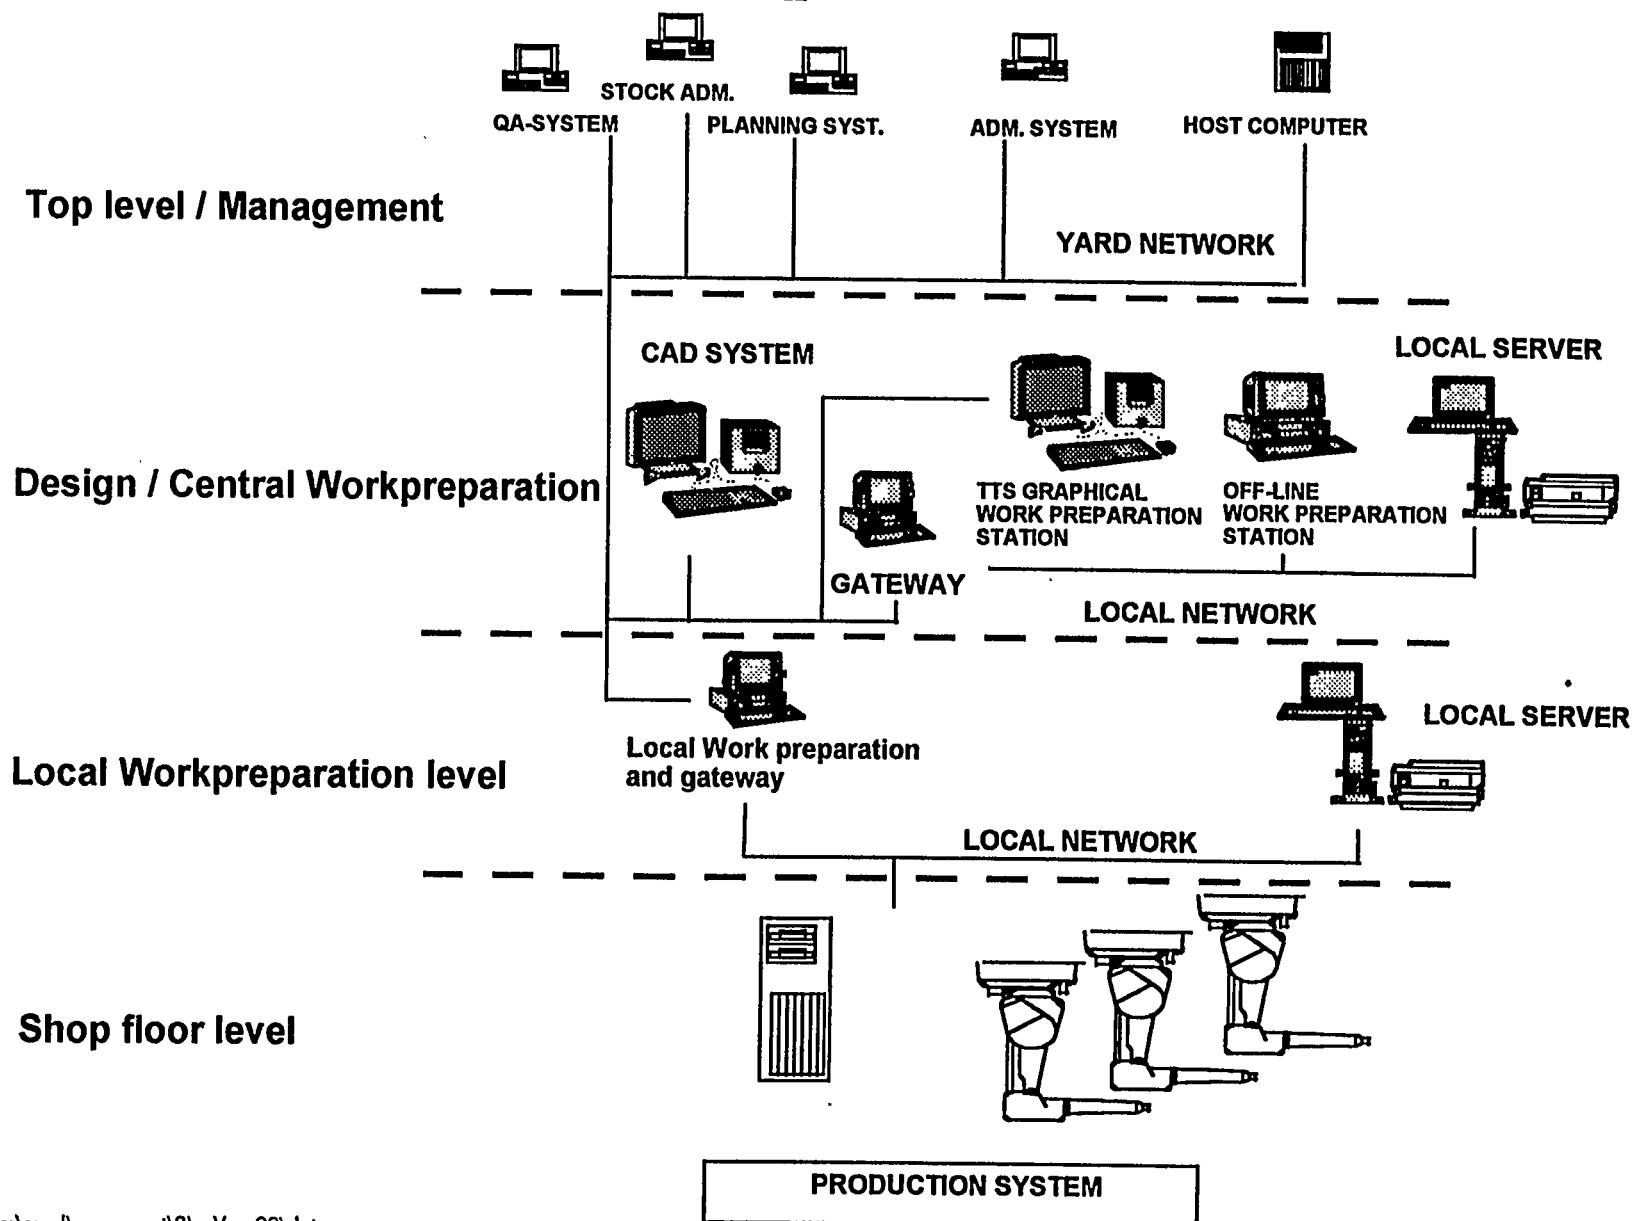 STOCK ADM.
QA-SYSTEM
PLANNING SYST.
ADM. SYSTEM
HOST COMPUTER
Top level / Management
YARD NETWORK
CAD SYSTEM
LOCAL SERVER
Design / Central Workpreparation
TTS GRAPHICAL
WORK PREPARATION
STATION
OFF-LINE
WORK PREPARATION
STATION
GATEWAY
LOCAL NETWORK
LOCAL SERVER
Local Work preparation
and gateway
Local Workpreparation level
LOCAL NETWORK
Shop floor level
PRODUCTION SYSTEM